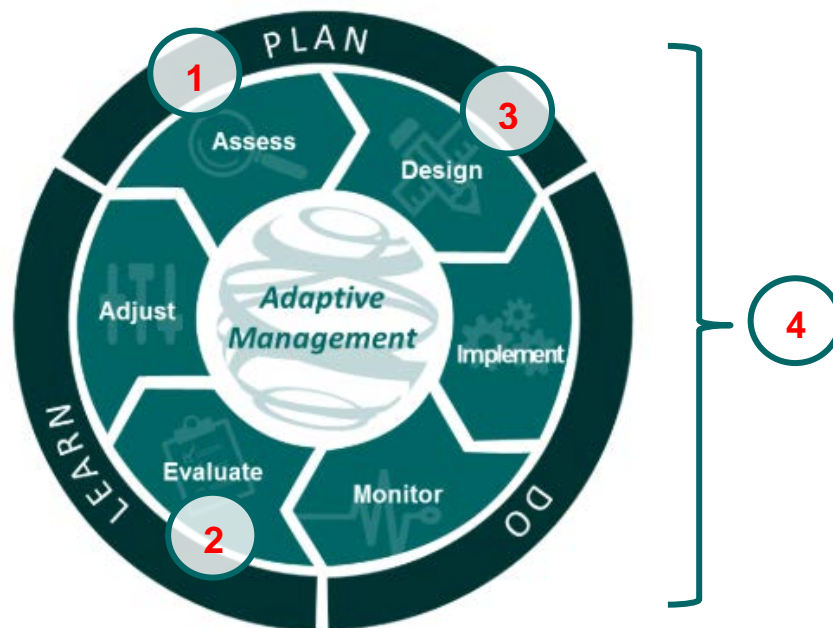 PLAN
1
3
Assess
Design
Adjust
Adaptive
Management
Implement
4
LEARN
Evaluate
Monitor
DO
2